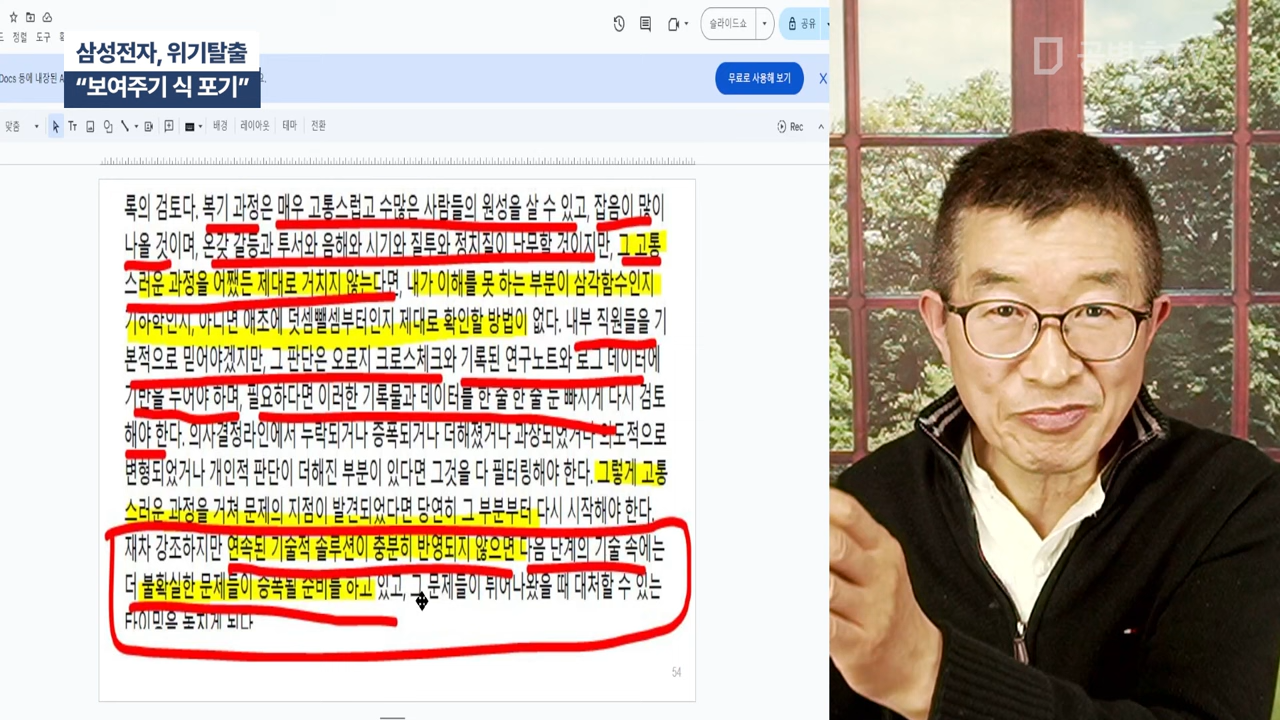 정렬 도구
슬라이드쇼
공유
삼성전자, 위기탈출
“보여주기 식 포기”
Docs 등에 내장된
무료로 사용해 보기
X
맞춤
배경 레이아웃 테마 전환
Rec
록의 검토다. 복기 과정은 매우 고통스럽고 수많은 사람들의 원성을 살 수 있고, 잡음이 많이
나올 것이며, 온갖 갈등과 투서와 음해와 시기와 질투와 정치질이 난무할 것이지만, 그 고통
스러운 과정을 어쨌든 제대로 거치지 않는다면, 내가 이해를 못 하는 부분이 삼각함수인지
기하학인지, 아니면 애초에 덧셈뺄셈부터인지 제대로 확인할 방법이 없다. 내부 직원들을 기
본적으로 믿어야겠지만, 그 판단은 오로지 크로스체크와 기록된 연구노트와 로그 데이터에
기반을 두어야 하며, 필요하다면 이러한 기록물과 데이터를 한 줄 한 줄 눈 빠지게 다시 검토
해야 한다. 의사결정라인에서 누락되거나 증폭되거나 더해졌거나 과장되었거나 의도적으로
변형되었거나 개인적 판단이 더해진 부분이 있다면 그것을 다 필터링해야 한다. 그렇게 고통
스러운 과정을 거쳐 문제의 지점이 발견되었다면 당연히 그 부분부터 다시 시작해야 한다.
재차 강조하지만 연속된 기술적 솔루션이 충분히 반영되지 않으면 다음 단계의 기술 속에는
더 불확실한 문제들이 증폭될 준비를 하고 있고, 그 문제들이 튀어나왔을 때 대처할 수 있는
타이밍을 놓치게 된다
54